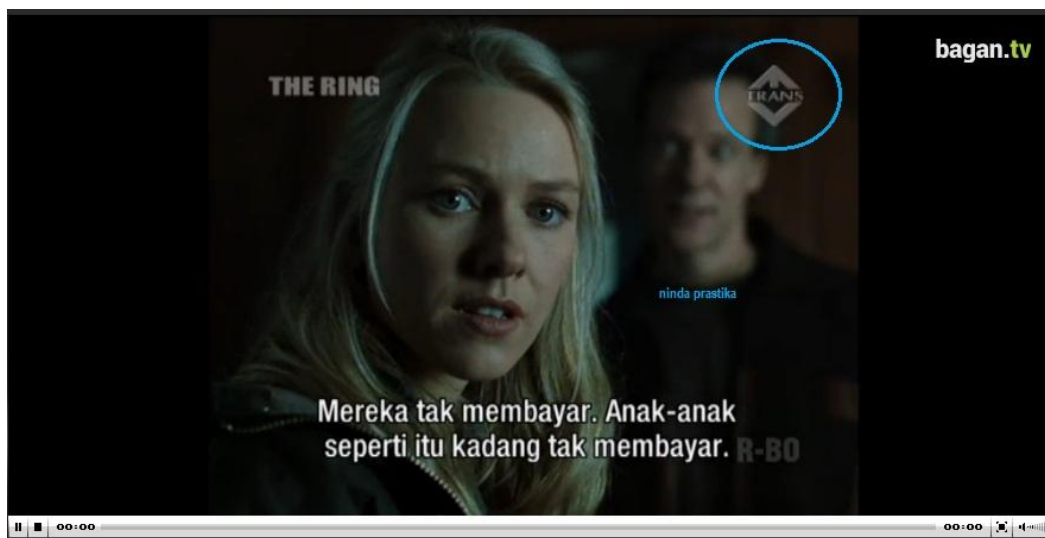 bagan.tv
THE RING
TRANS
ninda prastika
Mereka tak membayar. Anak-anak
seperti itu kadang tak membayar.
R-BO
00:00
00:00